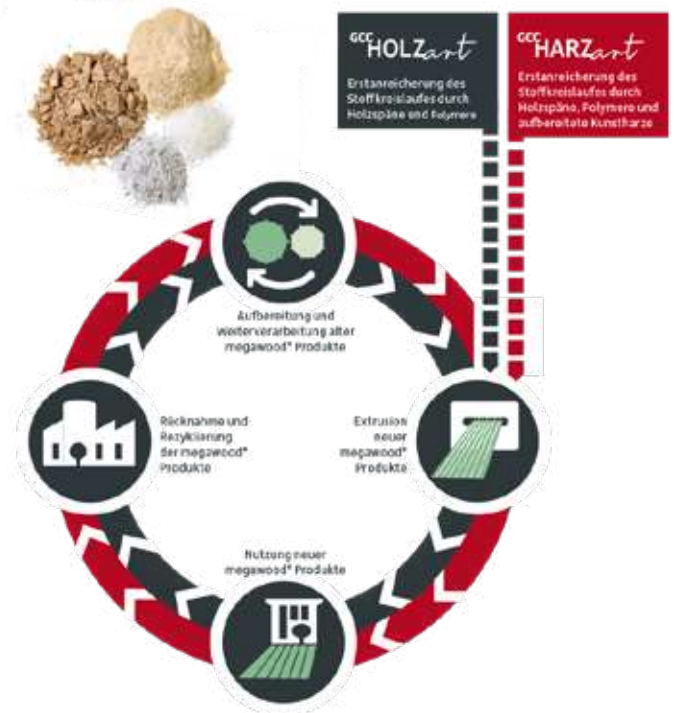 GCC HOLZart
Erstanreicherung des
Stoffkreislaufes durch
Holzspäne und Polymere
GCC HARZart
Erstanreicherung des
Stoffkreislaufes durch
Holzspäne, Polymere und
aufbereitete Kunstharze
Aufbereitung und
Weiterverarbeitung alter
megawood® Produkte
Rücknahme und
Rezyklierung
der megawood®
Produkte
Extrusion
neuer
megawood®
Produkte
Nutzung neuer
megawood® Produkte